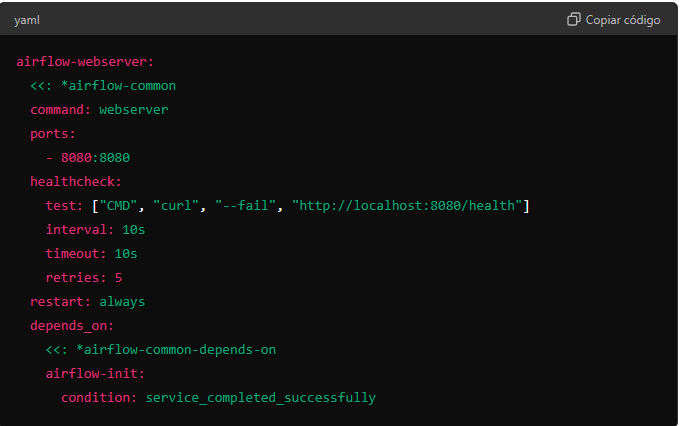 yaml
Copiar código
airflow-webserver:
  <<: *airflow-common
  command: webserver
  ports:
    - 8080:8080
  healthcheck:
    test: ["CMD", "curl", "--fail", "http://localhost:8080/health"]
    interval: 10s
    timeout: 10s
    retries: 5
  restart: always
  depends_on:
    <<: *airflow-common-depends-on
    airflow-init:
      condition: service_completed_successfully